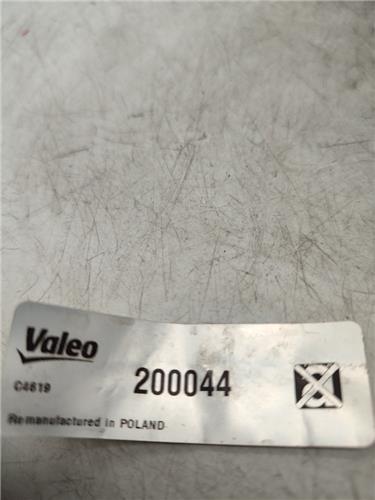 Valeo
C4619 200044
Remanufactured in POLAND